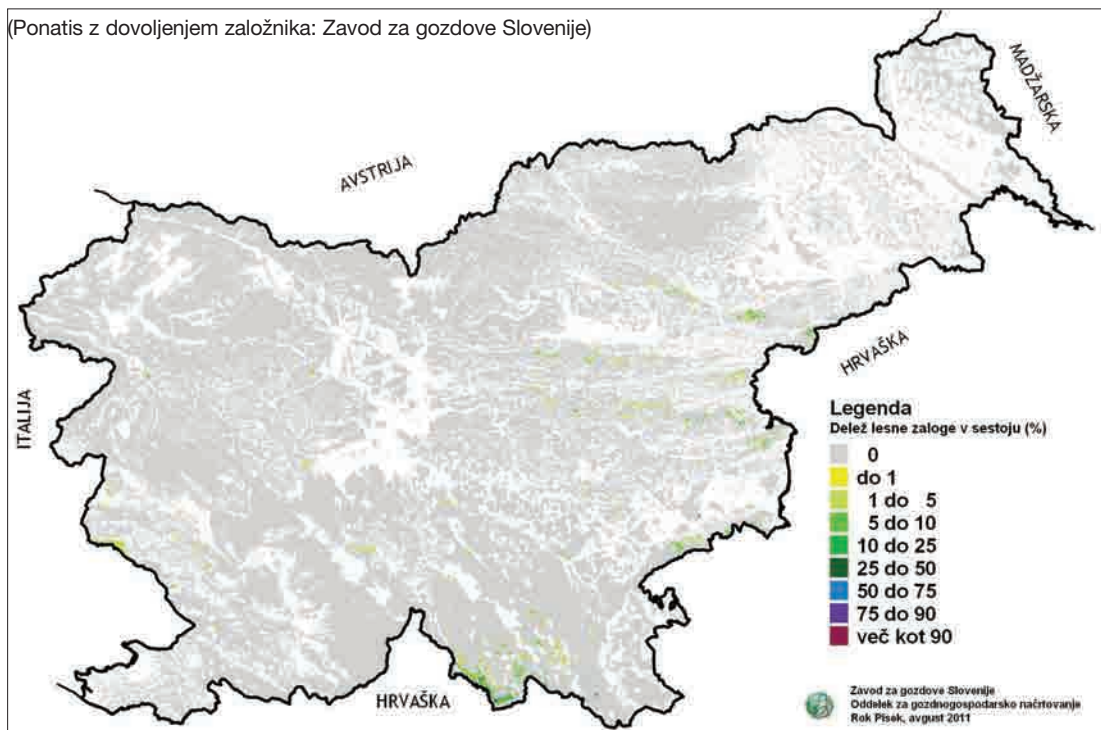 (Ponatis z dovoljenjem založnika: Zavod za gozdove Slovenije)
MADŽARSKA
AVSTRIJA
HRVAŠKA
ITALIJA
Legenda
Delež lesne zaloge v sestoju (%)
0
do 1
1 do 5
5 do 10
10 do 25
25 do 50
50 do 75
75 do 90
več kot 90
HRVAŠKA
Zavod za gozdove Slovenije
Oddelek za gozdnogospodarsko načrtovanje
Rok Pisek, avgust 2011